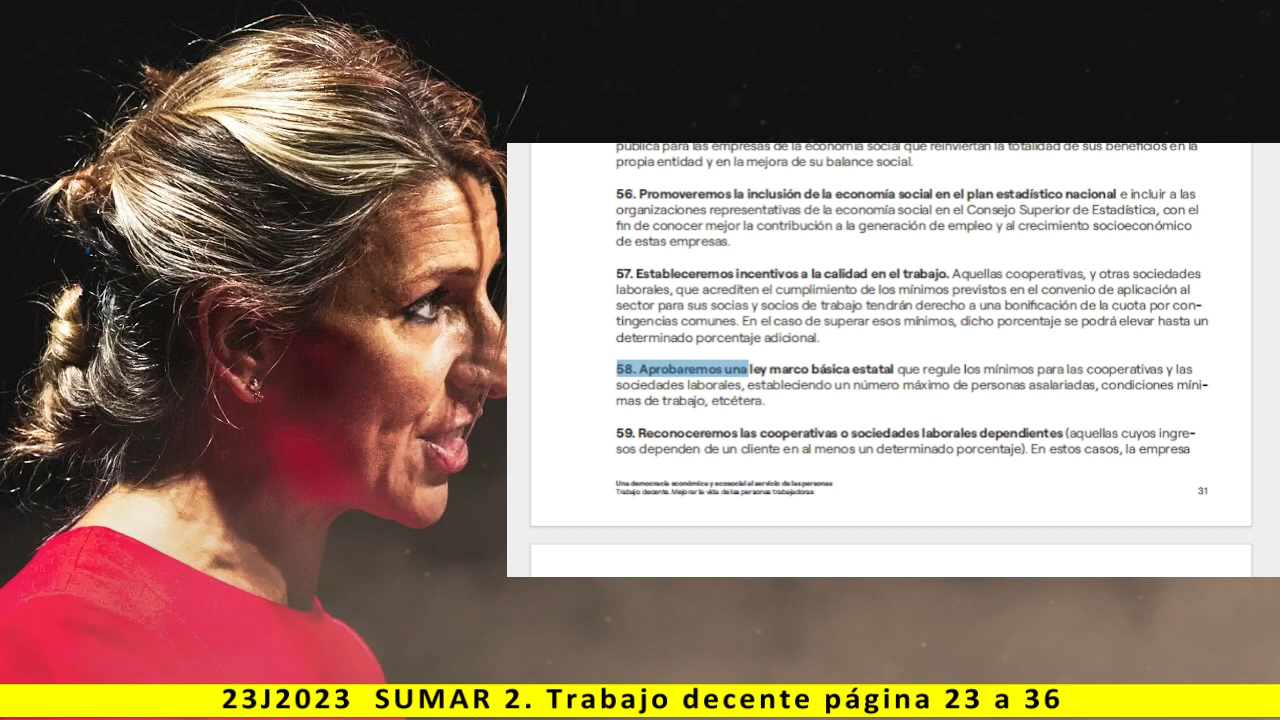 pública para las empresas de la economía social que reinviertan la totalidad de sus beneficios en la
propia entidad y en la mejora de su balance social.
56. Promoveremos la inclusión de la economía social en el plan estadístico nacional e incluir a las
organizaciones representativas de la economía social en el Consejo Superior de Estadística, con el
fin de conocer mejor la contribución a la generación de empleo y al crecimiento socioeconómico
de estas empresas.
57. Estableceremos incentivos a la calidad en el trabajo. Aquellas cooperativas, y otras sociedades
laborales, que acrediten el cumplimiento de los mínimos previstos en el convenio de aplicación al
sector para sus socias y socios de trabajo tendrán derecho a una bonificación de la cuota por con-
tingencias comunes. En el caso de superar esos mínimos, dicho porcentaje se podrá elevar hasta un
determinado porcentaje adicional.
58. Aprobaremos una ley marco básica estatal que regule los mínimos para las cooperativas y las
sociedades laborales, estableciendo un número máximo de personas asalariadas, condiciones míni-
mas de trabajo, etcétera.
59. Reconoceremos las cooperativas o sociedades laborales dependientes (aquellas cuyos ingre-
sos dependen de un cliente en al menos un determinado porcentaje). En estos casos, la empresa
Una democracia económica y ecosocial al servicio de las personas
Trabajo decente. Mejorar la vida de las personas trabajadoras
31
23J2023 SUMAR 2. Trabajo decente página 23 a 36